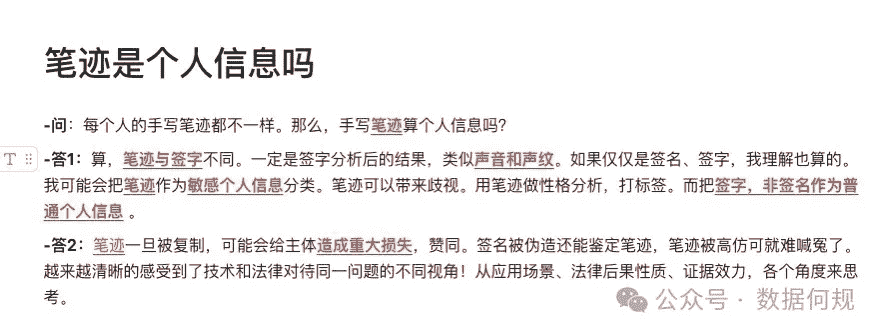 笔迹是个人信息吗
-问：每个人的手写笔迹都不一样。那么，手写笔迹算个人信息吗？
-答1：算，笔迹与签字不同。一定是签字分析后的结果，类似声音和声纹。如果仅仅是签名、签字，我理解也算的。
我可能会把笔迹作为敏感个人信息分类。笔迹可以带来歧视。用笔迹做性格分析，打标签。而把签字，非签名作为普
通个人信息 。
-答2：笔迹一旦被复制，可能会给主体造成重大损失，赞同。签名被伪造还能鉴定笔迹，笔迹被高仿可就难喊冤了。
越来越清晰的感受到了技术和法律对待同一问题的不同视角！从应用场景、法律后果性质、证据效力，各个角度来思
考。
公众号 · 数据何规